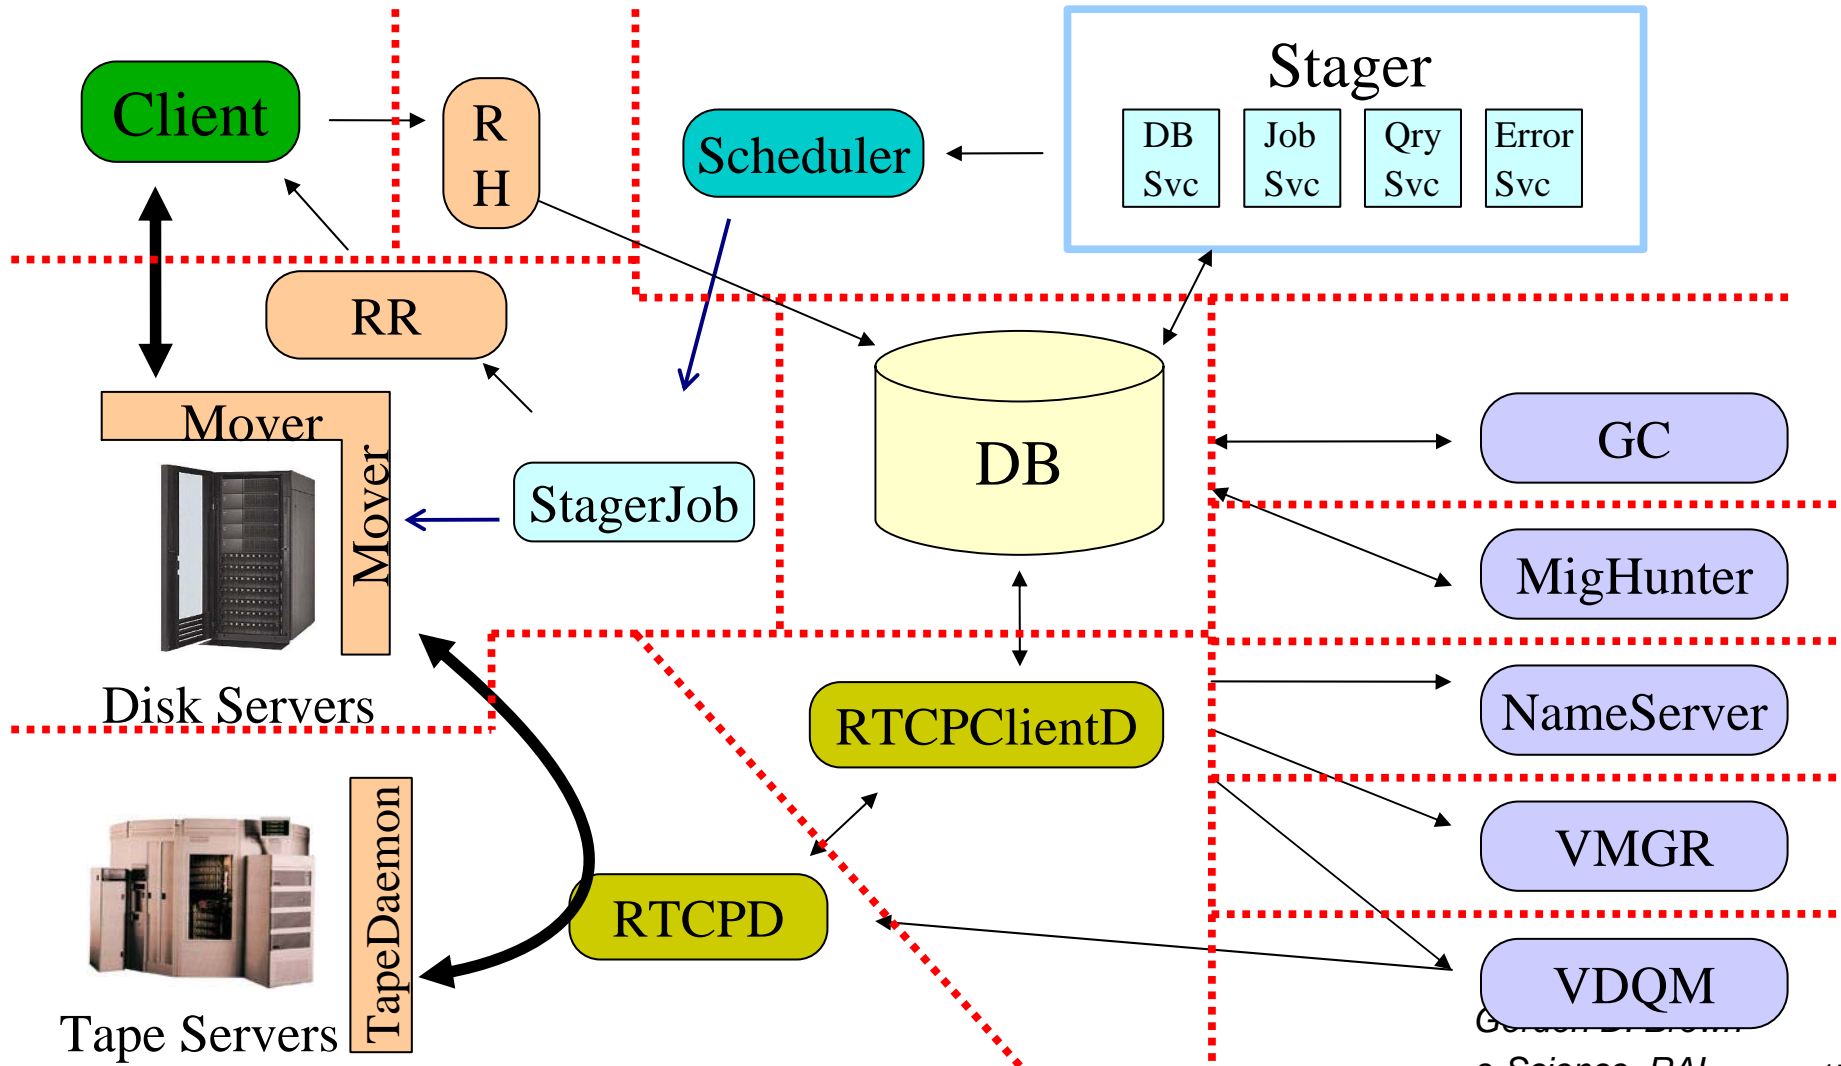 Stager
Client
R
H
Scheduler
DB
Svc
Job
Svc
Qry
Svc
Error
Svc
RR
Mover
Mover
DB
GC
StagerJob
MigHunter
Disk Servers
RTCPClientD
NameServer
TapeDaemon
VMGR
RTCPD
VDQM
Tape Servers